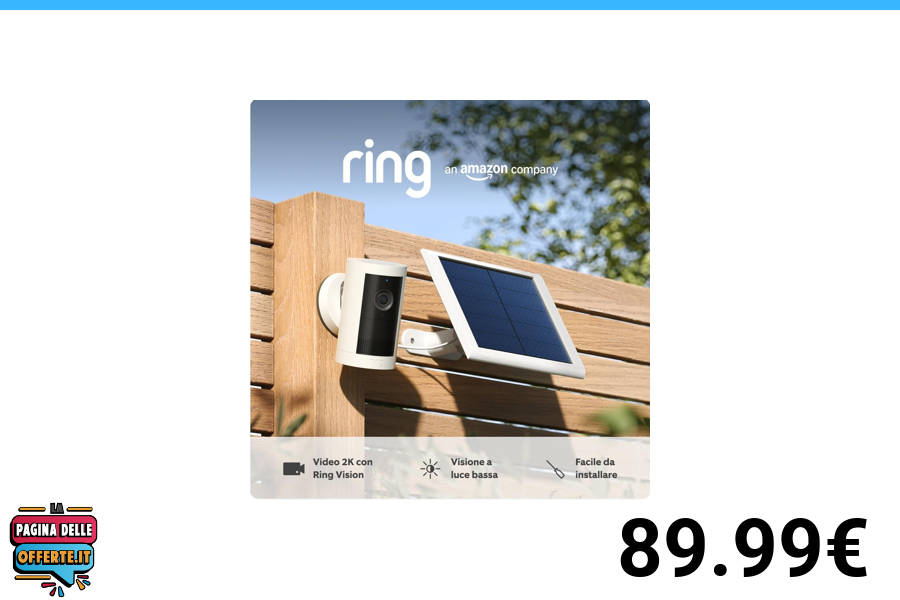 ring an amazon company
Video 2K con
Ring Vision
Visione a
luce bassa
Facile da
installare
LA
PAGINA DELLE
OFFERTE.IT
89.99€